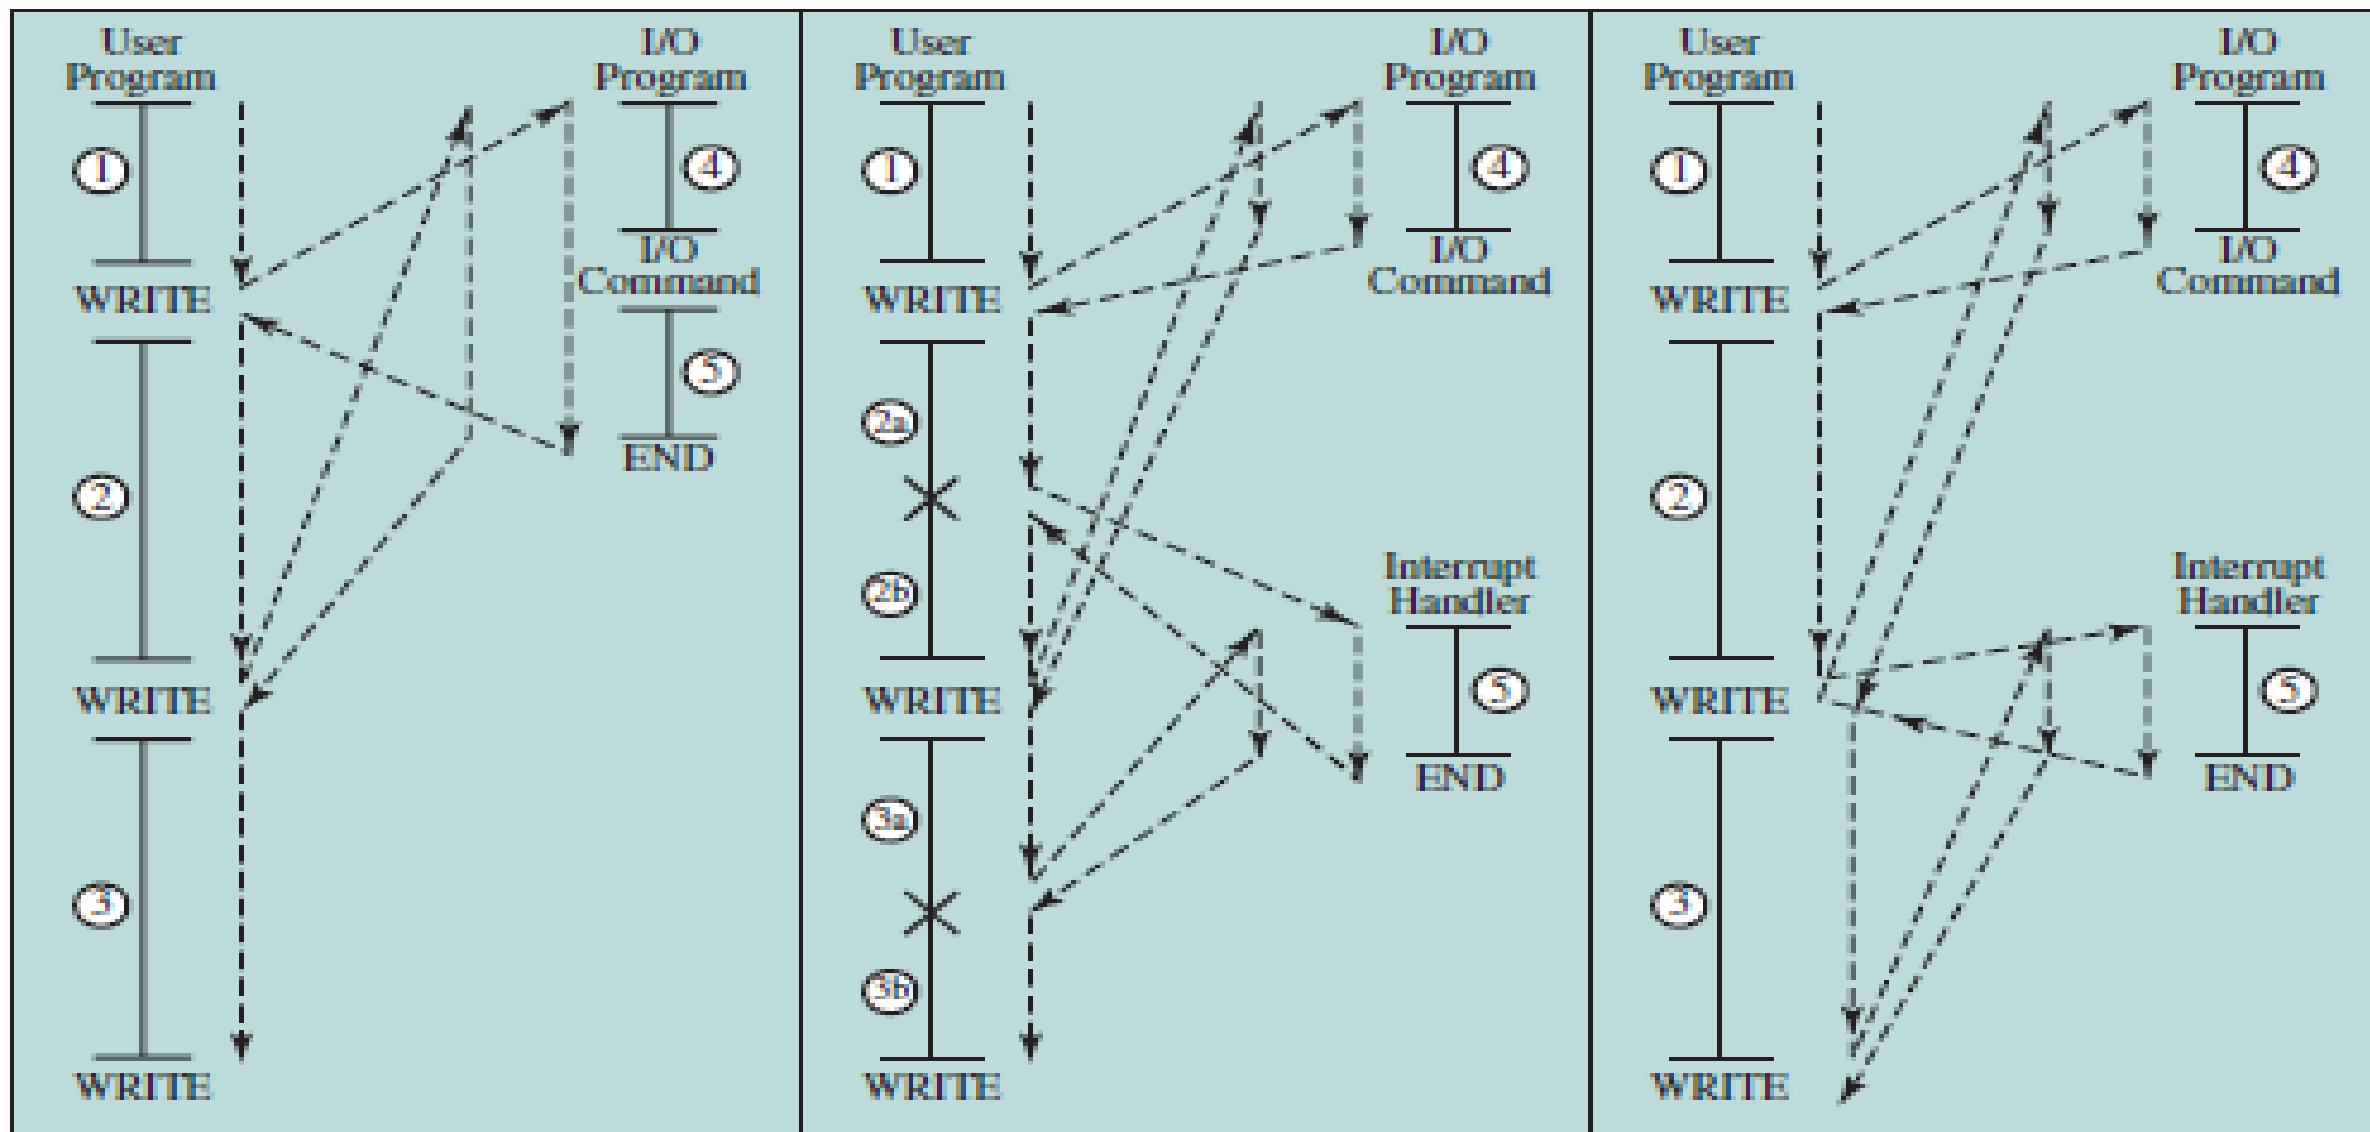 User
Program
I/O
Program
1
4
WRITE
I/O
Command
5
2
END
WRITE
3
WRITE
User
Program
I/O
Program
1
4
WRITE
I/O
Command
2a
2b
Interrupt
Handler
WRITE
5
END
3a
3b
WRITE
User
Program
I/O
Program
1
4
WRITE
I/O
Command
2
Interrupt
Handler
WRITE
5
END
3
WRITE